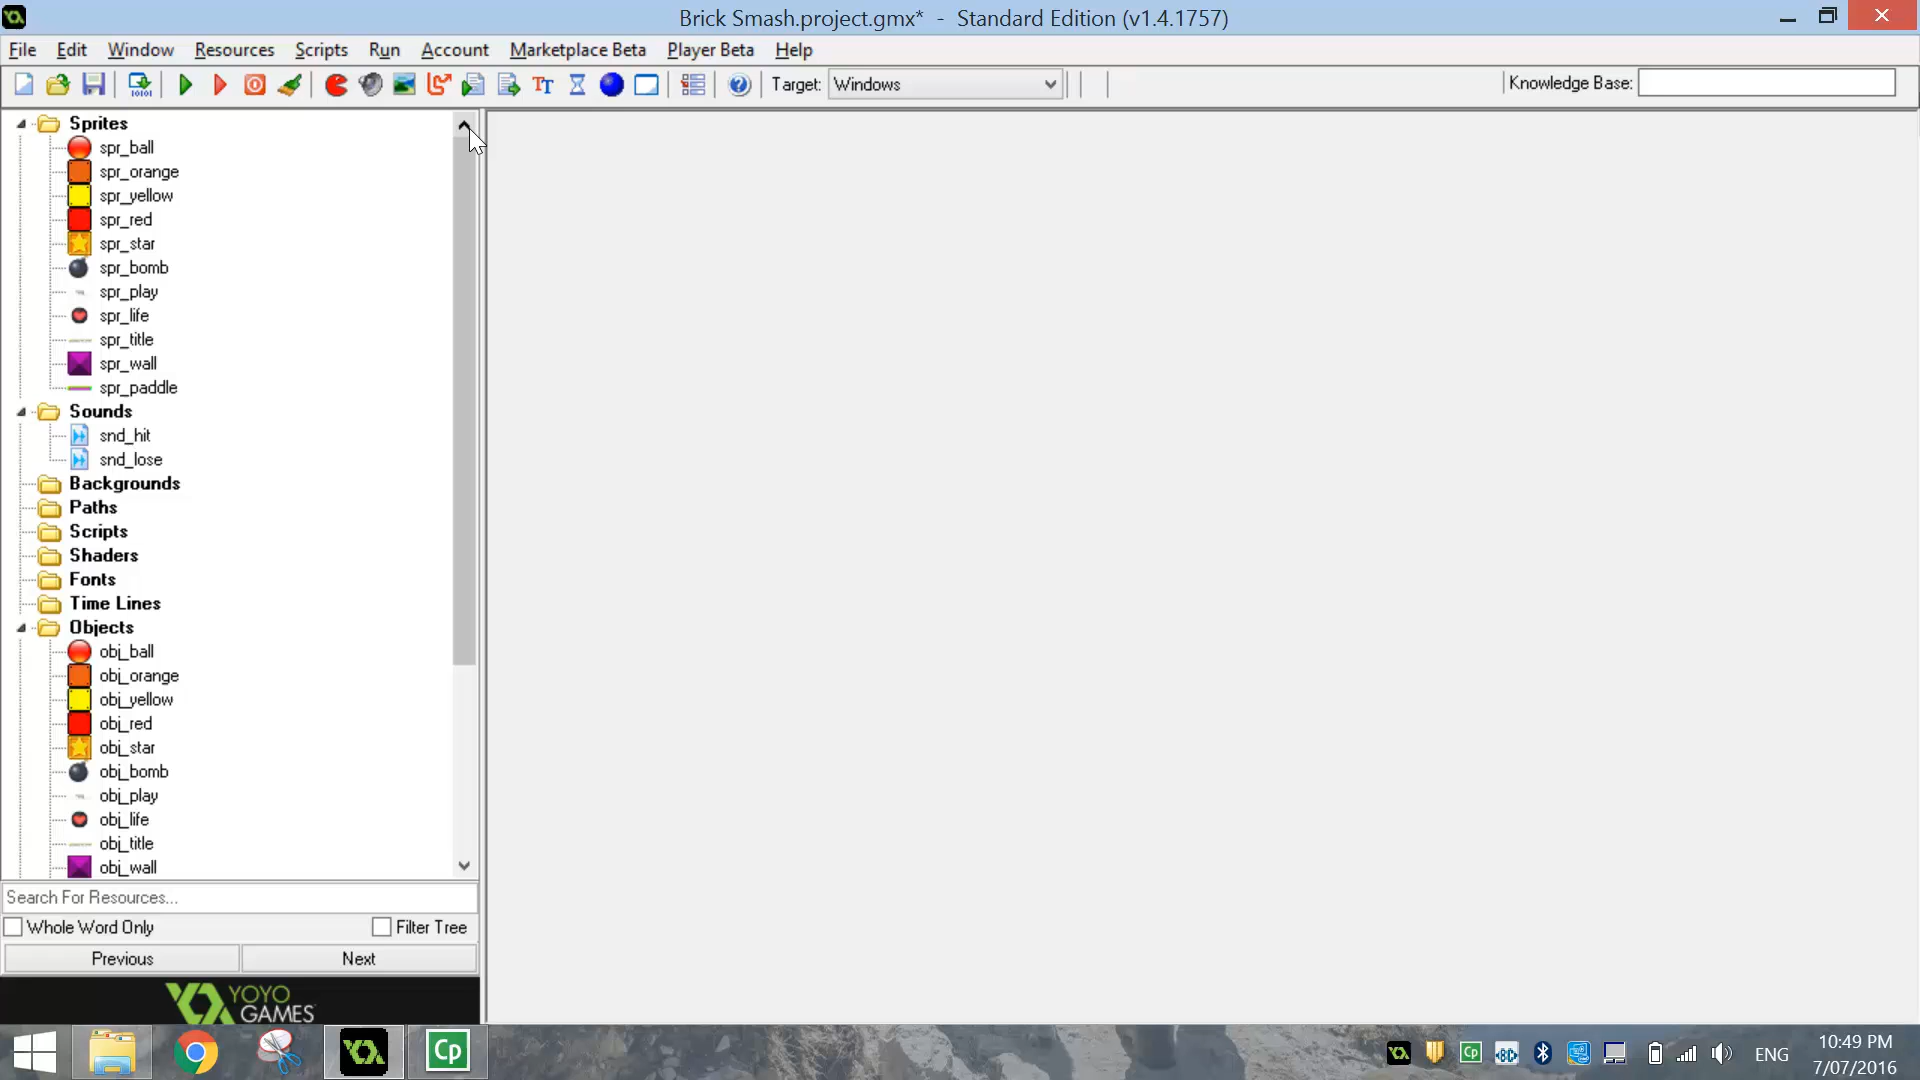 Brick Smash.project.gmx* - Standard Edition (v1.4.1757)
File Edit Window Resources Scripts Run Account Marketplace Beta Player Beta Help
Target: Windows Knowledge Base:
Sprites
spr_ball
spr_orange
spr_yellow
spr_red
spr_star
spr_bomb
spr_play
spr_life
spr_title
spr_wall
spr_paddle
Sounds
snd_hit
snd_lose
Backgrounds
Paths
Scripts
Shaders
Fonts
Time Lines
Objects
obj_ball
obj_orange
obj_yellow
obj_red
obj_star
obj_bomb
obj_play
obj_life
obj_title
obj_wall
Search For Resources...
Whole Word Only Filter Tree
Previous Next
YOYO
GAMES
Cp
Cp
ENG
10:49 PM
7/07/2016